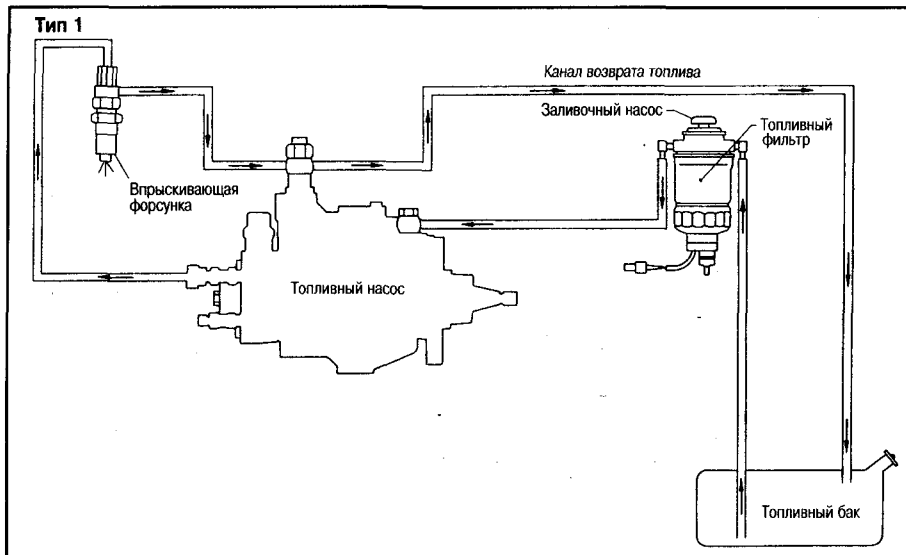 Тип 1
Канал возврата топлива
Заливочный насос
Топливный
фильтр
Впрыскивающая
форсунка
Топливный насос
Топливный бак